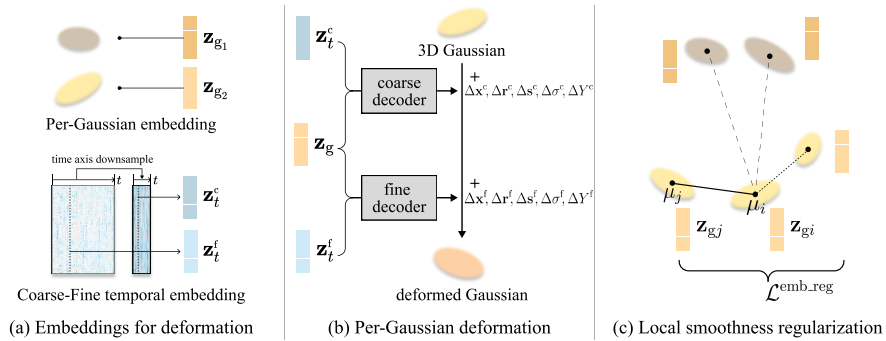 z_g1
z_g2
Per-Gaussian embedding
time axis downsample
t
t
z_t^c
z_t^f
Coarse-Fine temporal embedding
(a) Embeddings for deformation
z_t^c
3D Gaussian
coarse decoder
+
Δx^c, Δr^c, Δs^c, Δσ^c, ΔY^c
z_g
fine decoder
+
Δx^f, Δr^f, Δs^f, Δσ^f, ΔY^f
z_t^f
deformed Gaussian
(b) Per-Gaussian deformation
μ_j
μ_i
z_gj
z_gi
ℒ^emb_reg
(c) Local smoothness regularization